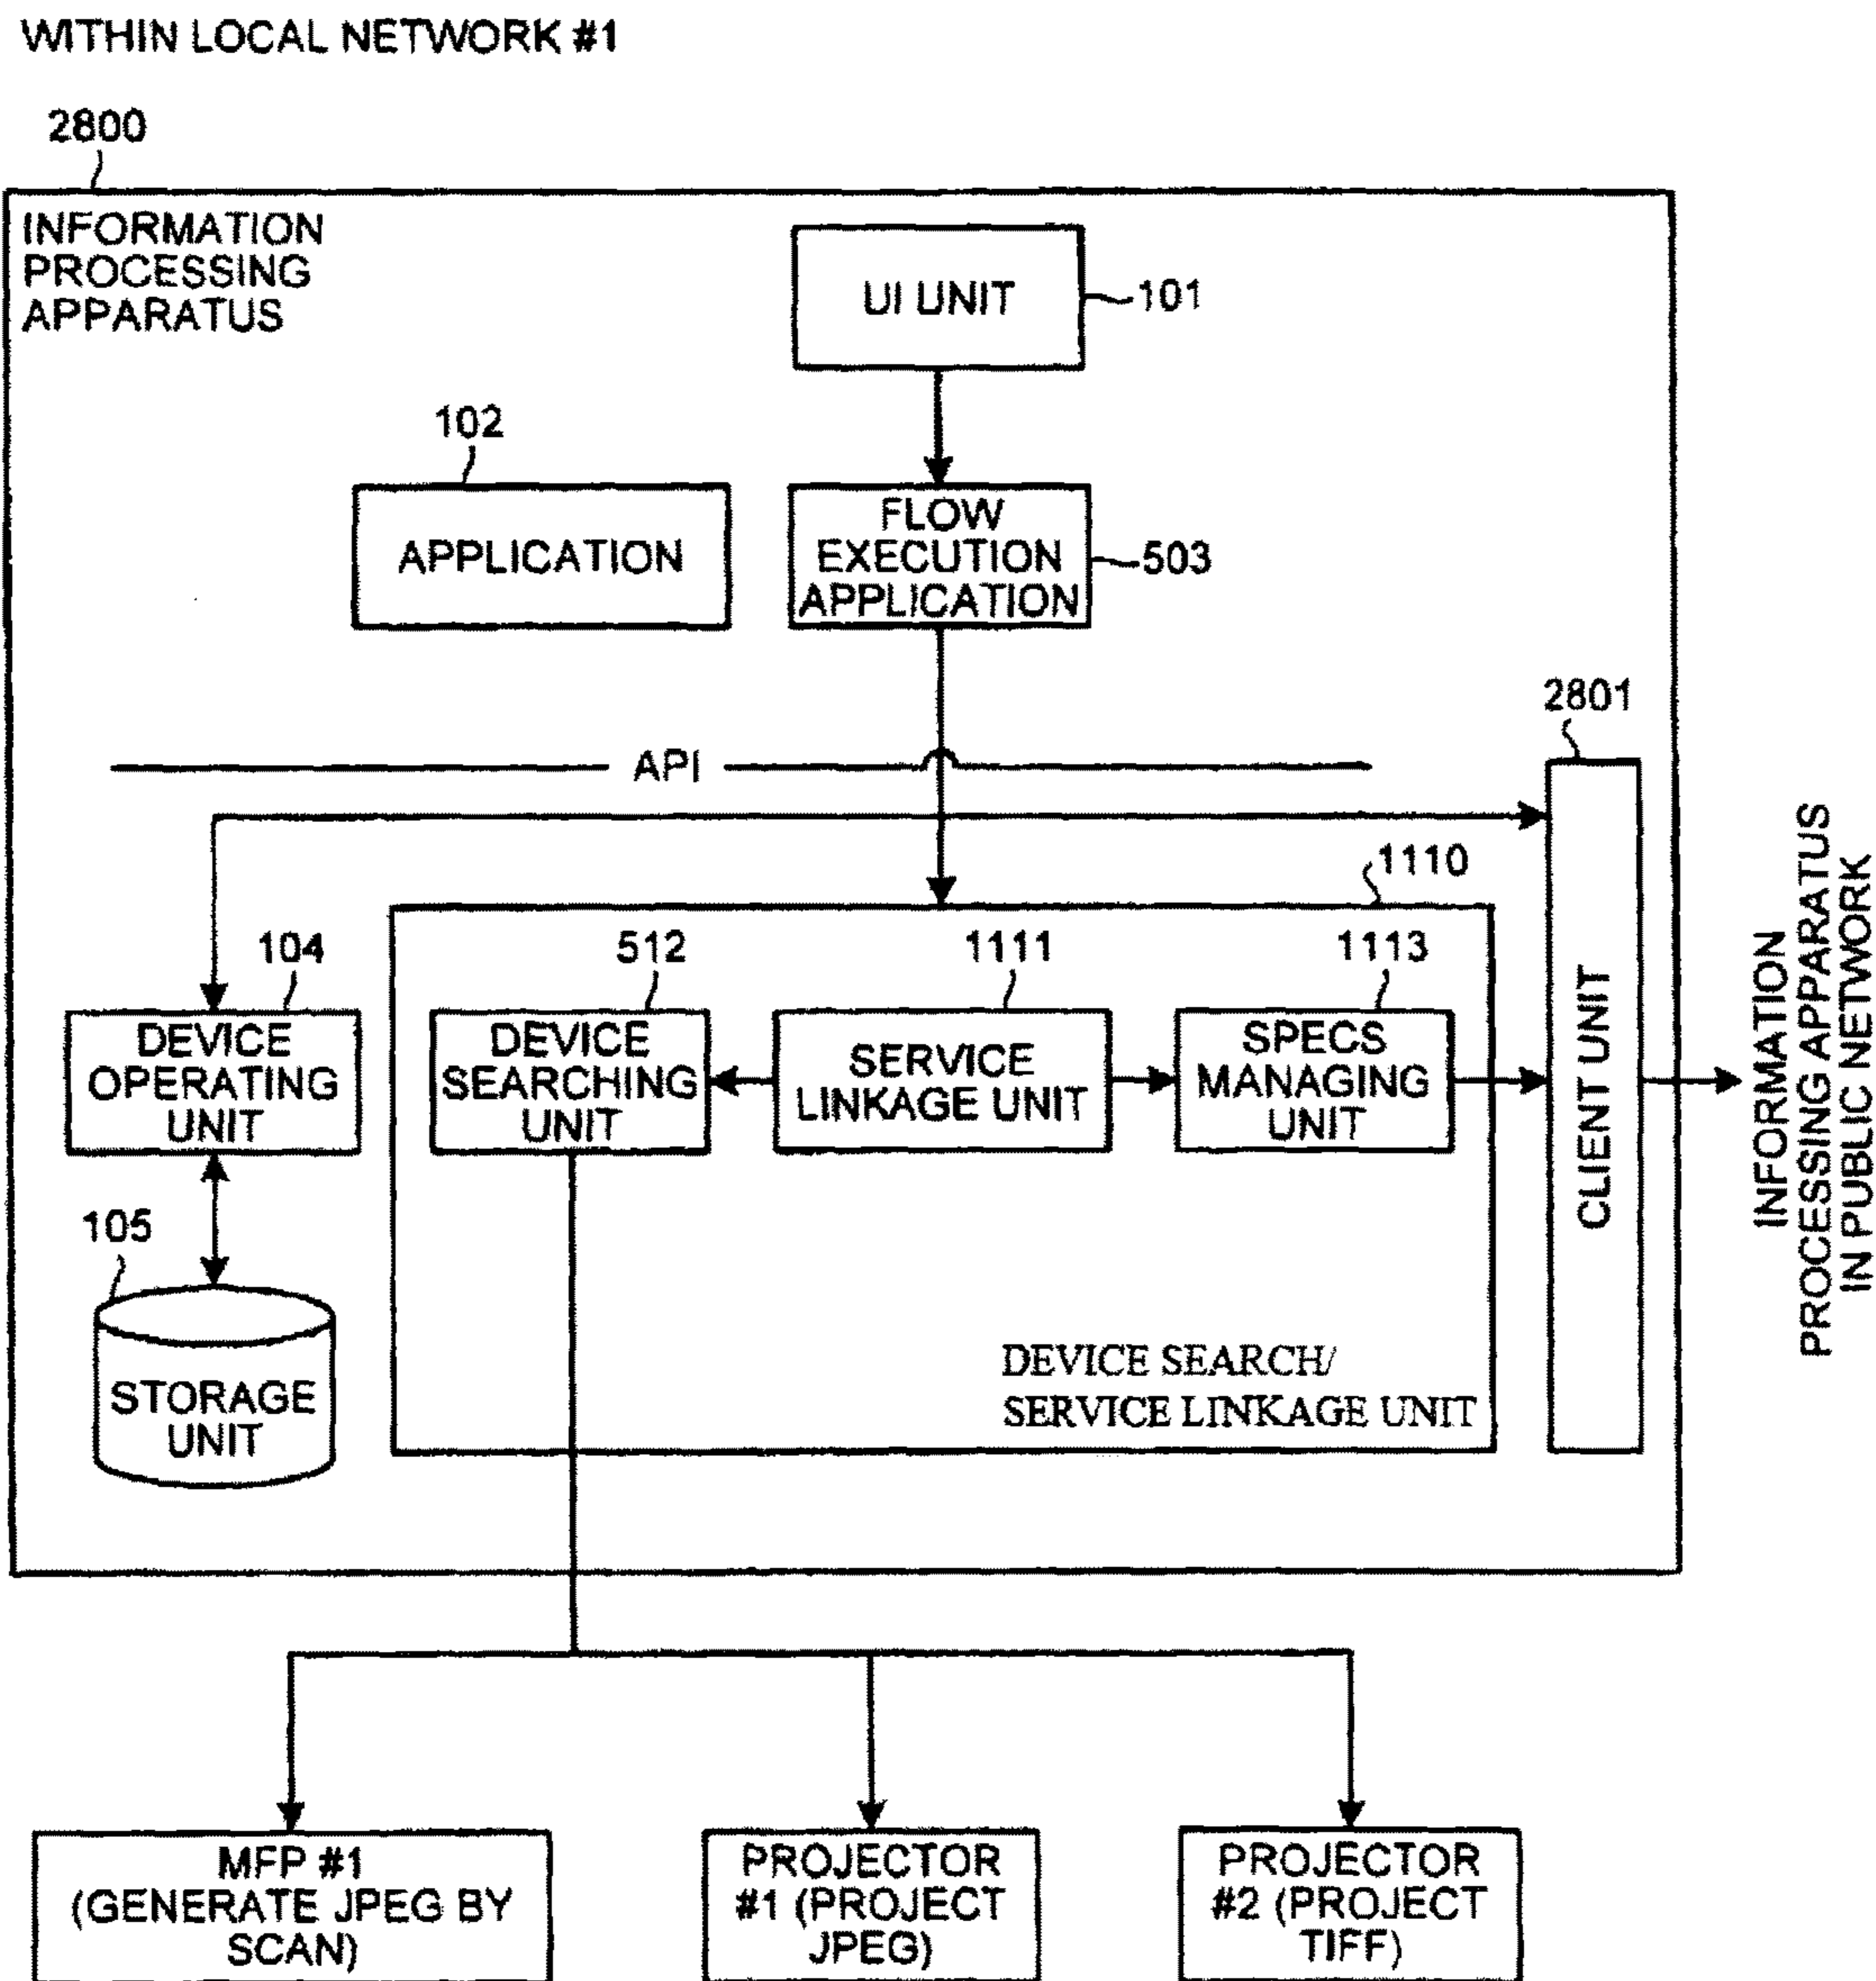 WITHIN LOCAL NETWORK #1
2800
INFORMATION
PROCESSING
APPARATUS
UI UNIT
101
102
APPLICATION
FLOW
EXECUTION
APPLICATION
503
API
2801
1110
104
512
1111
1113
DEVICE
OPERATING
UNIT
DEVICE
SEARCHING
UNIT
SERVICE
LINKAGE UNIT
SPECS
MANAGING
UNIT
CLIENT UNIT
INFORMATION
PROCESSING APPARATUS
IN PUBLIC NETWORK
105
STORAGE
UNIT
DEVICE SEARCH/
SERVICE LINKAGE UNIT
MFP #1
(GENERATE JPEG BY
SCAN)
PROJECTOR
#1 (PROJECT
JPEG)
PROJECTOR
#2 (PROJECT
TIFF)